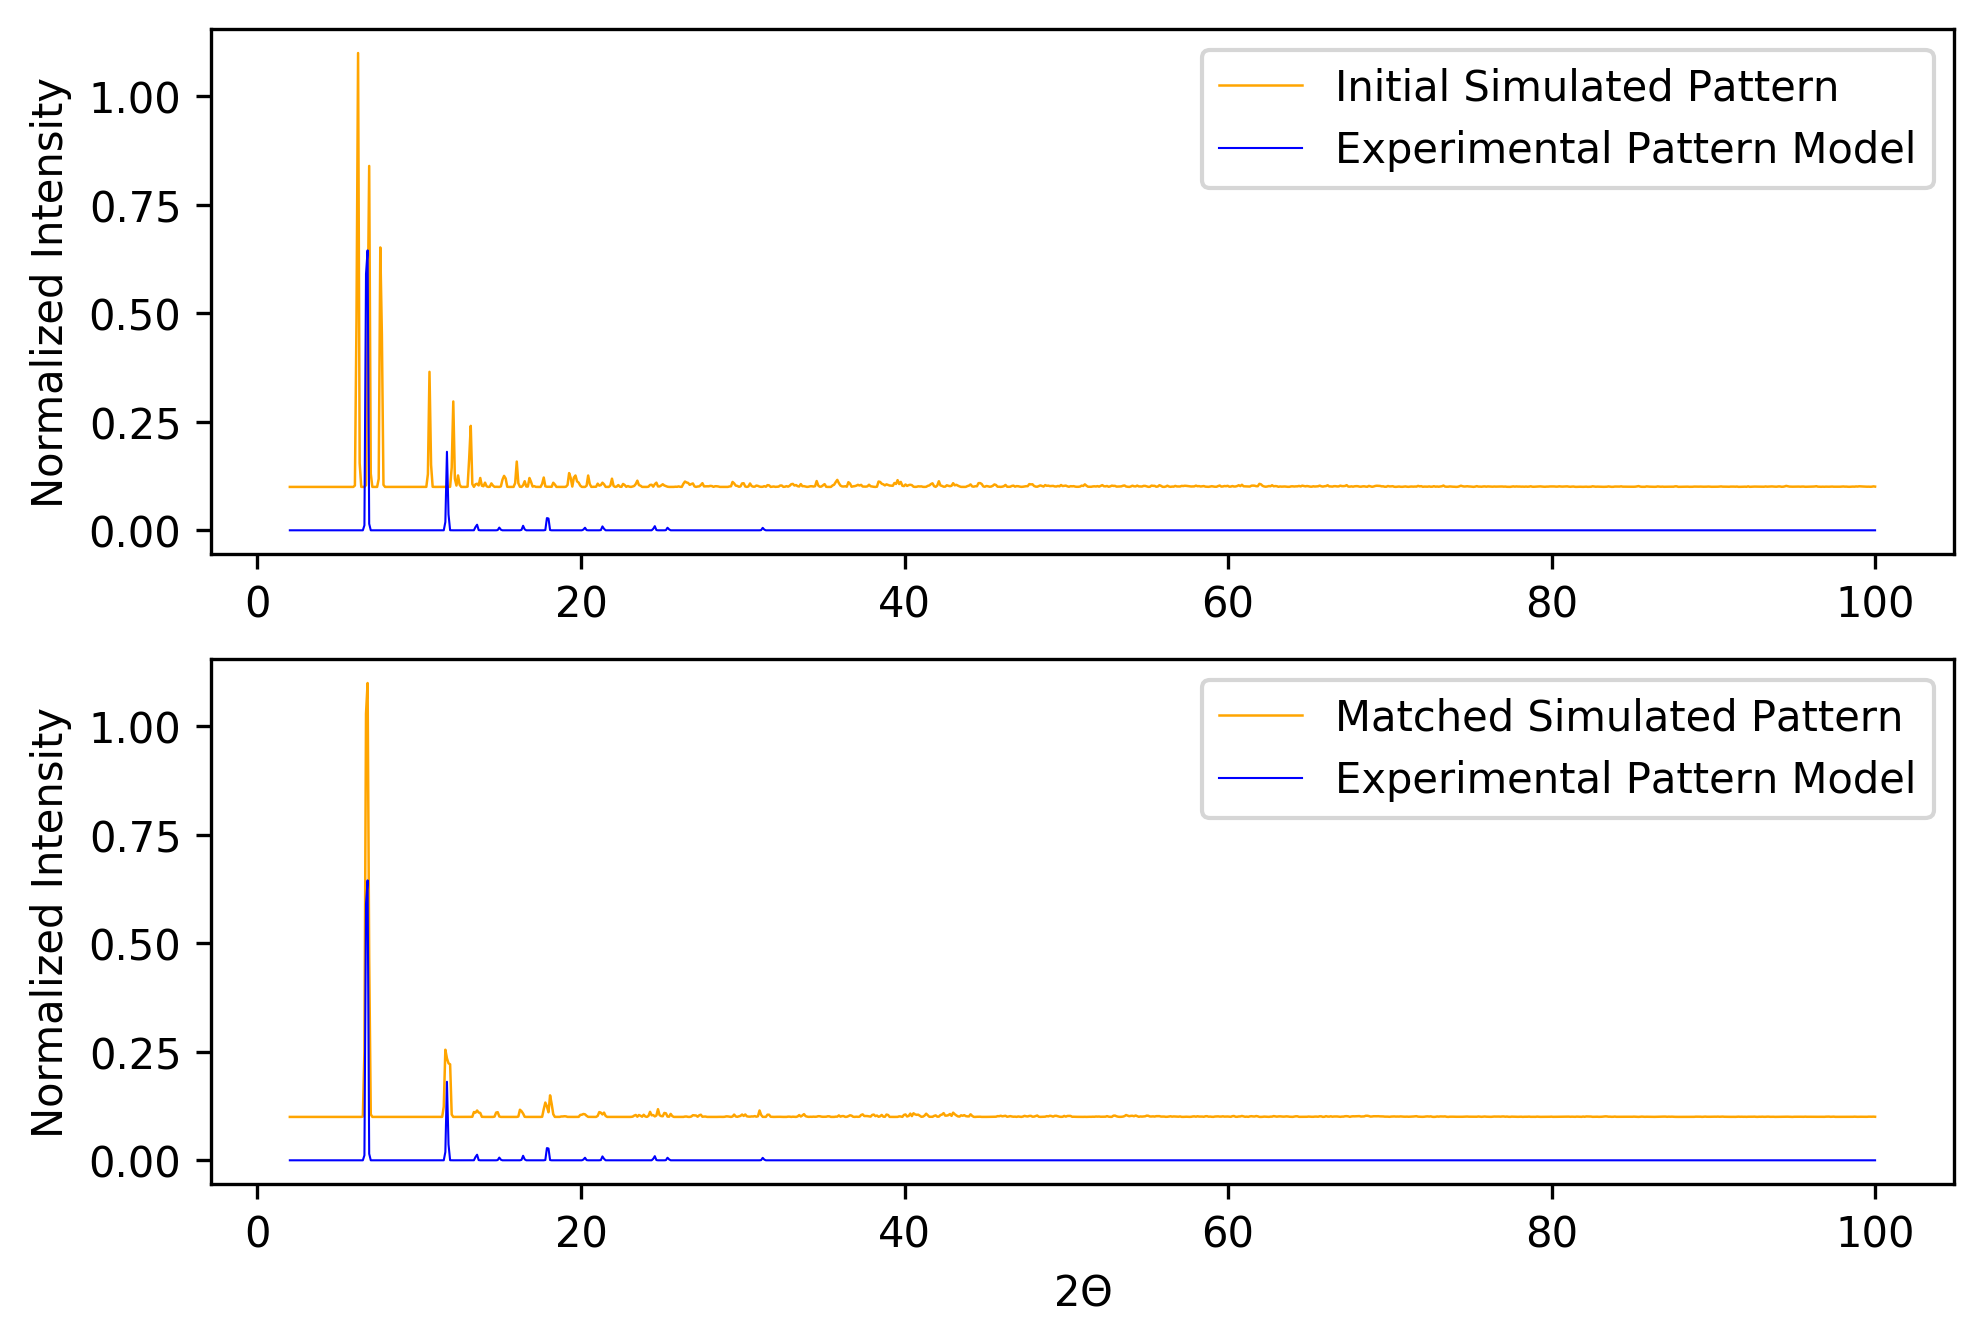 Normalized Intensity
1.00
0.75
0.50
0.25
0.00
0 20 40 60 80 100
Initial Simulated Pattern
Experimental Pattern Model
Normalized Intensity
1.00
0.75
0.50
0.25
0.00
0 20 40 60 80 100
Matched Simulated Pattern
Experimental Pattern Model
2Θ